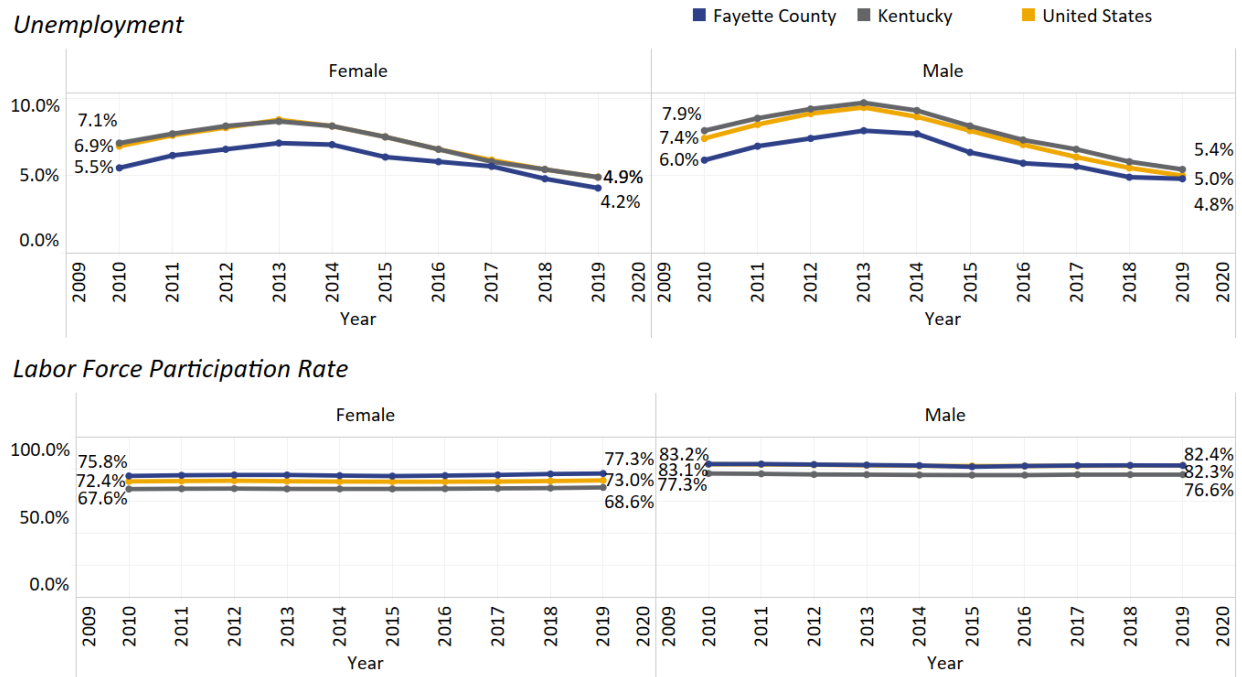 Unemployment
Fayette County Kentucky United States
Female Male
10.0%
5.0%
0.0%
7.1%
6.9%
5.5%
4.9%
4.2%
7.9%
7.4%
6.0%
5.4%
5.0%
4.8%
2009 2010 2011 2012 2013 2014 2015 2016 2017 2018 2019 2020
2009 2010 2011 2012 2013 2014 2015 2016 2017 2018 2019 2020
Year Year
Labor Force Participation Rate
Female Male
100.0%
50.0%
0.0%
75.8%
72.4%
67.6%
77.3%
73.0%
68.6%
83.2%
83.1%
77.3%
82.4%
82.3%
76.6%
2009 2010 2011 2012 2013 2014 2015 2016 2017 2018 2019 2020
2009 2010 2011 2012 2013 2014 2015 2016 2017 2018 2019 2020
Year Year